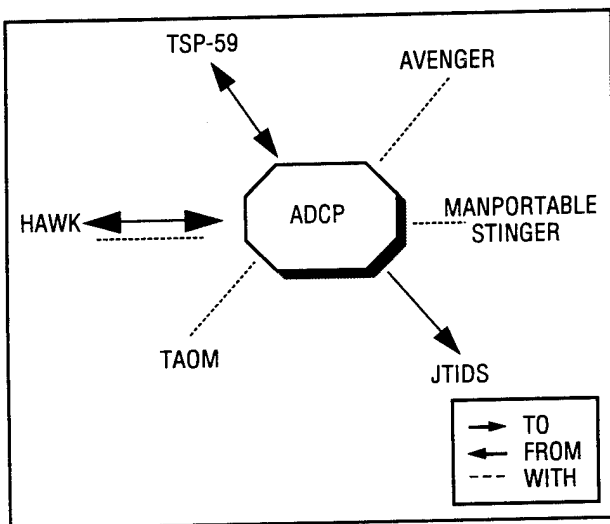 TSP-59
AVENGER
HAWK
ADCP
MANPORTABLE
STINGER
TAOM
JTIDS
TO
FROM
WITH